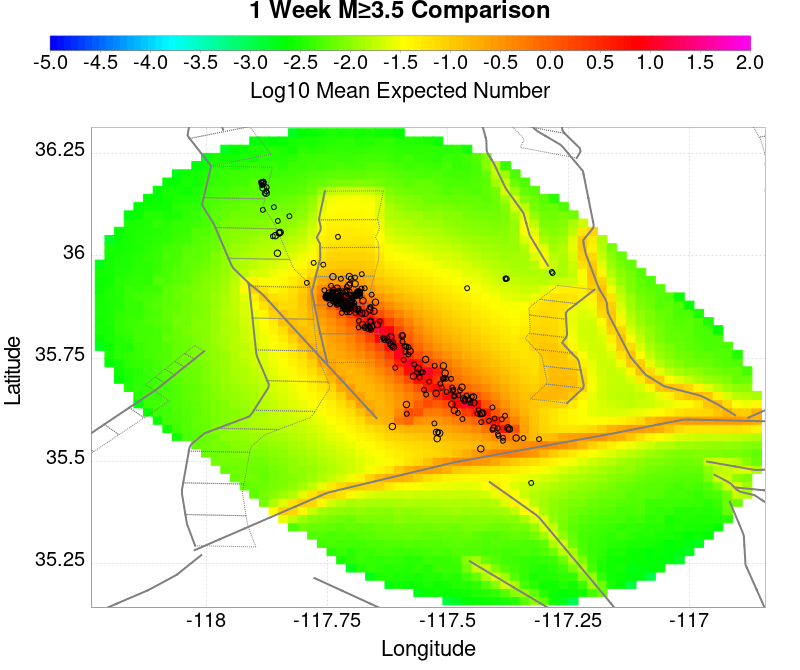 1 Week M≥3.5 Comparison
-5.0 -4.5 -4.0 -3.5 -3.0 -2.5 -2.0 -1.5 -1.0 -0.5 0.0 0.5 1.0 1.5 2.0
Log10 Mean Expected Number
36.25
36
35.75
35.5
35.25
Latitude
-118 -117.75 -117.5 -117.25 -117
Longitude